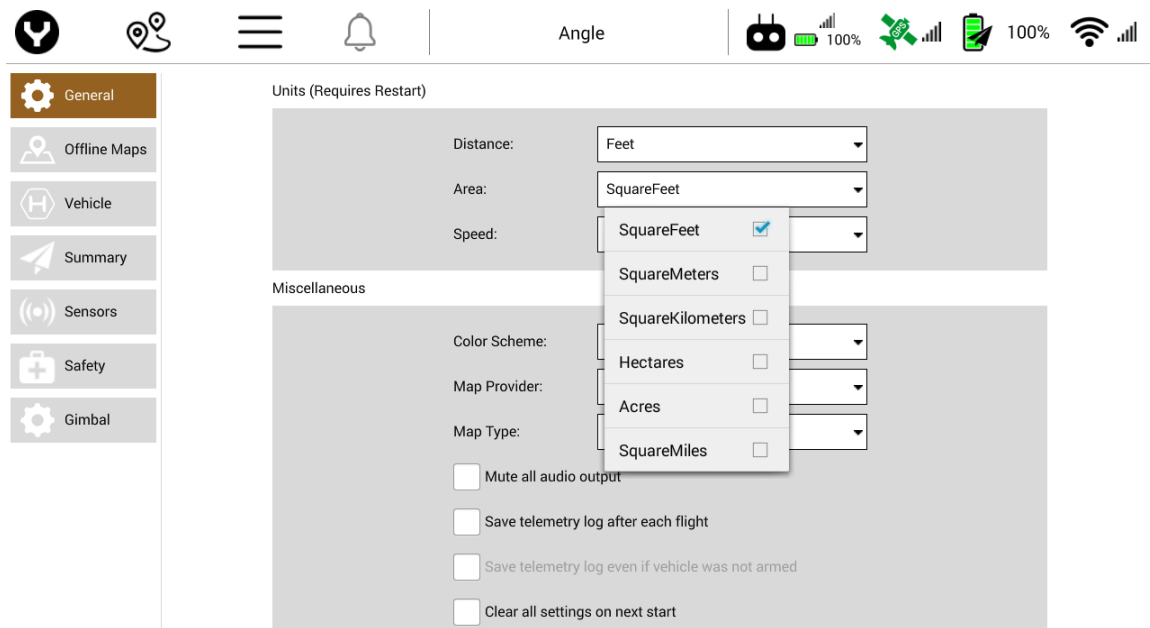 Angle
100%
GPS
100%
General
Offline Maps
Vehicle
Summary
Sensors
Safety
Gimbal
Units (Requires Restart)
Distance:
Feet
Area:
SquareFeet
Speed:
SquareFeet
SquareMeters
SquareKilometers
Hectares
Acres
SquareMiles
Miscellaneous
Color Scheme:
Map Provider:
Map Type:
Mute all audio output
Save telemetry log after each flight
Save telemetry log even if vehicle was not armed
Clear all settings on next start